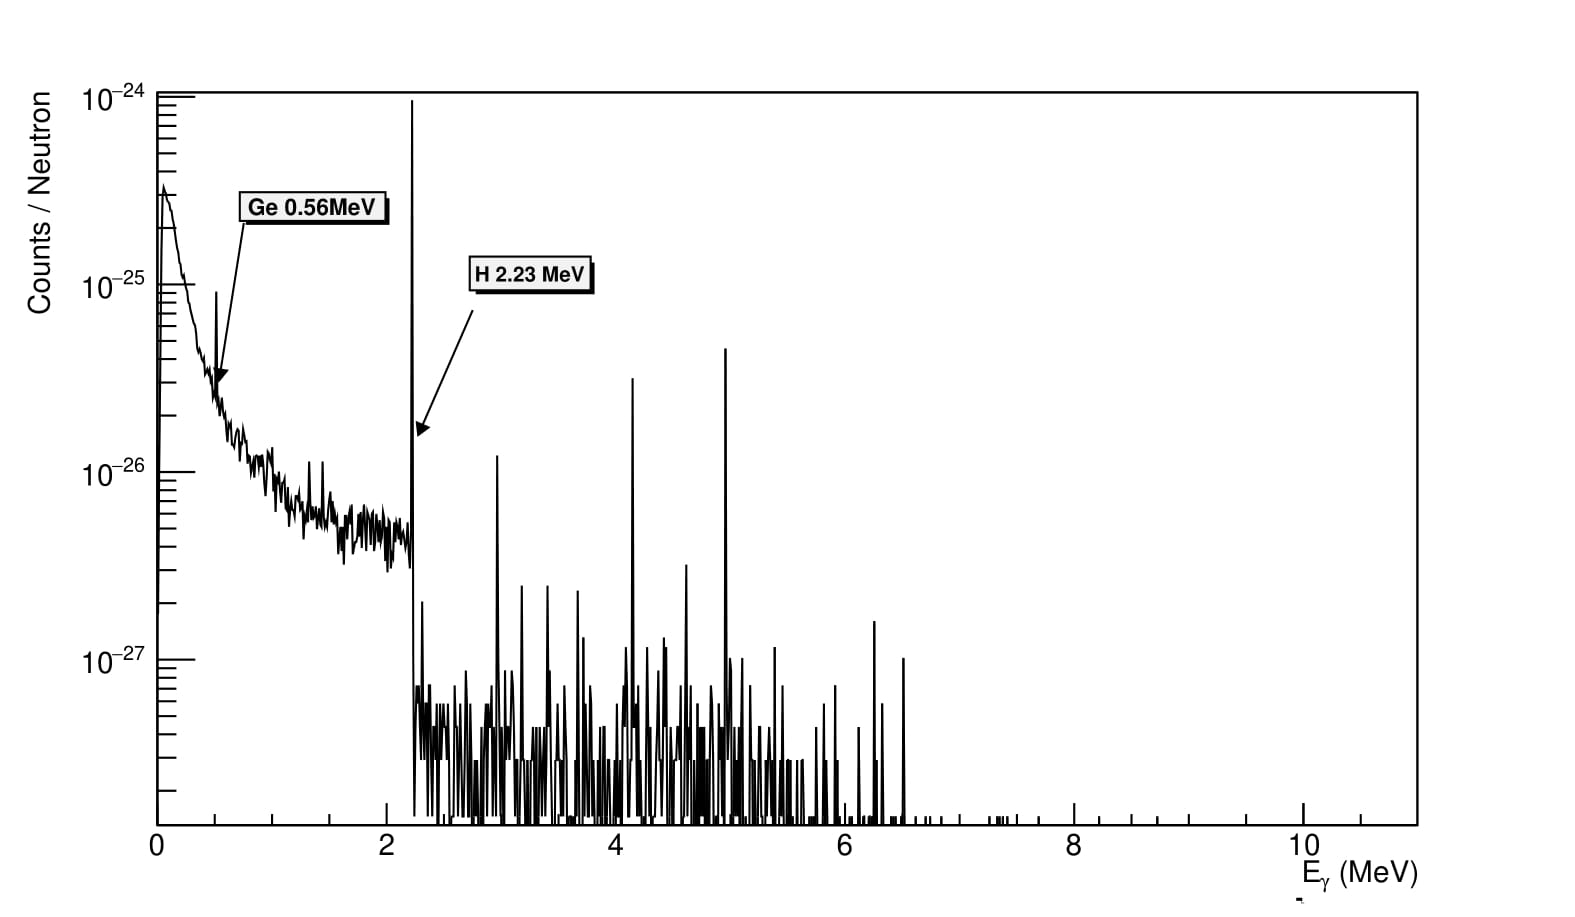 Counts / Neutron
10⁻²⁴
10⁻²⁵
10⁻²⁶
10⁻²⁷
Ge 0.56MeV
H 2.23 MeV
0 2 4 6 8 10
Eγ (MeV)